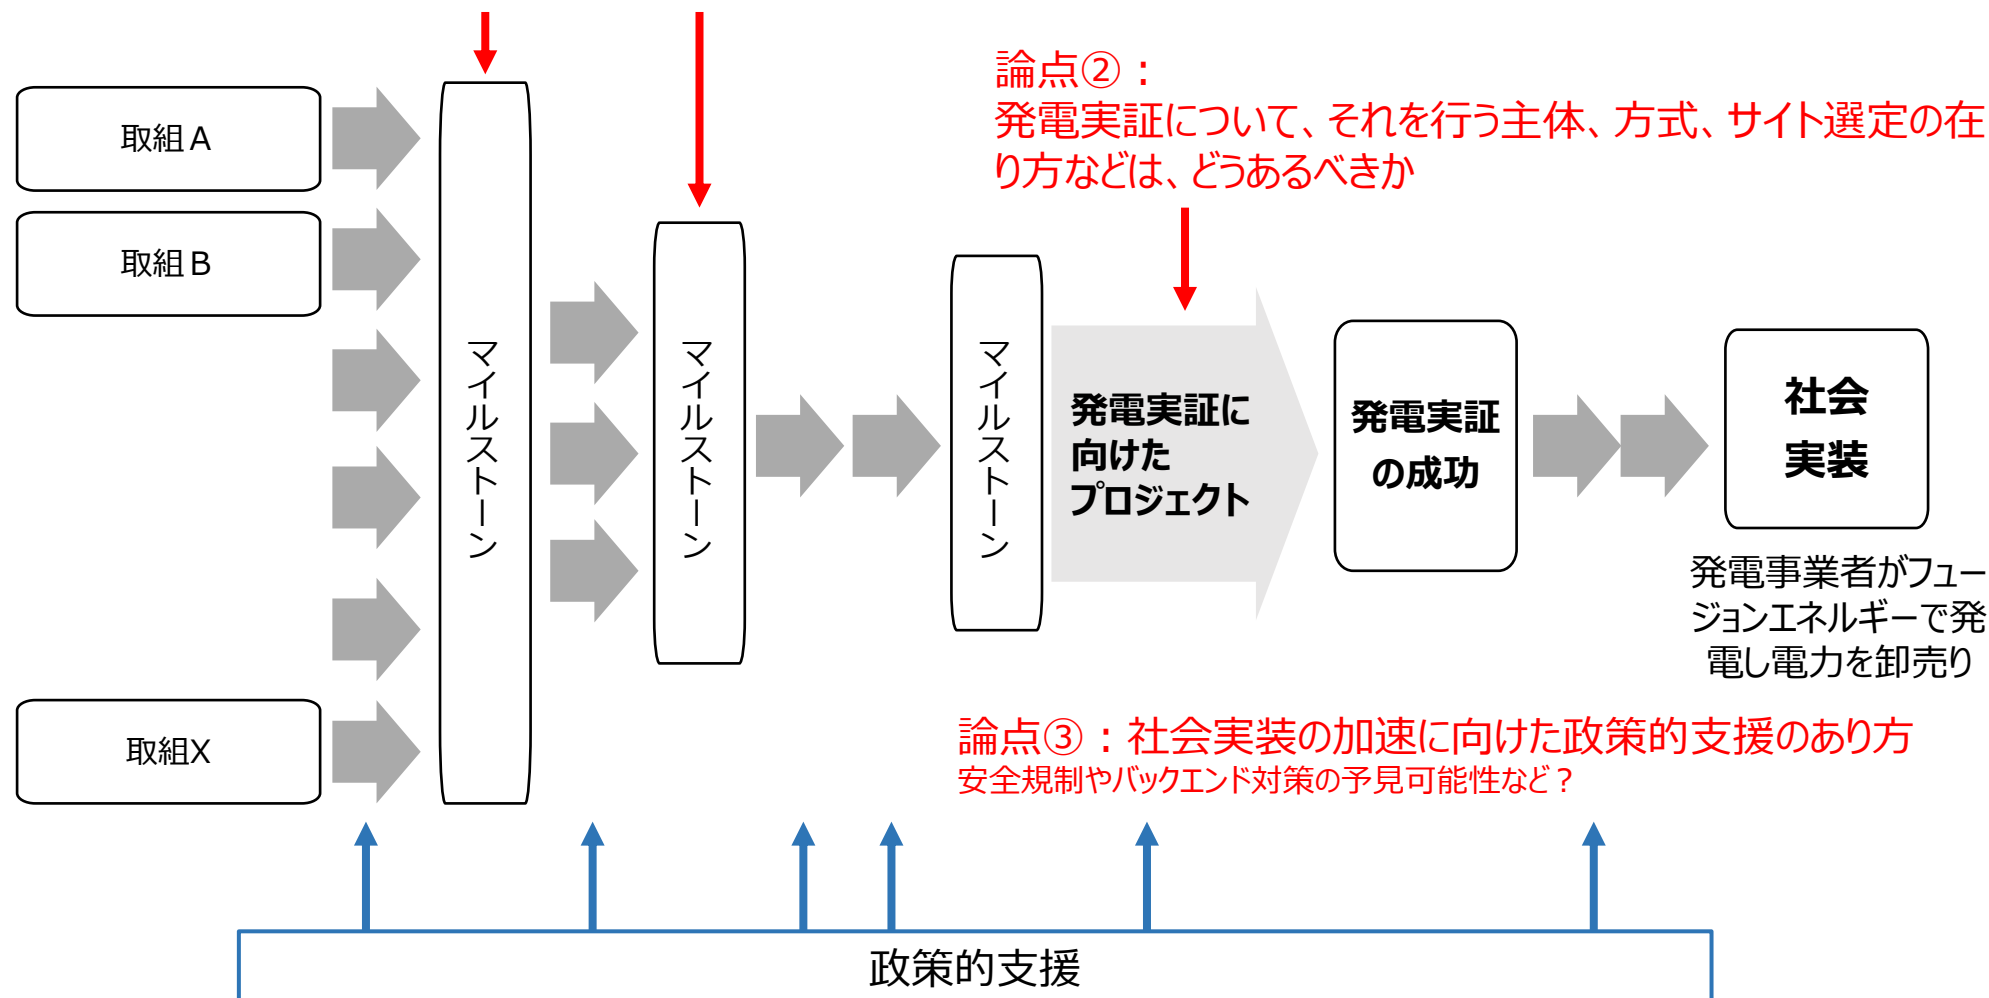 論点②：
発電実証について、それを行う主体、方式、サイト選定の在
り方などは、どうあるべきか
取組A
取組B
取組X
マイルストーン
マイルストーン
マイルストーン
発電実証に
向けた
プロジェクト
発電実証
の成功
社会
実装
発電事業者がフュー
ジョンエネルギーで発
電し電力を卸売り
論点③：社会実装の加速に向けた政策的支援のあり方
安全規制やバックエンド対策の予見可能性など？
政策的支援